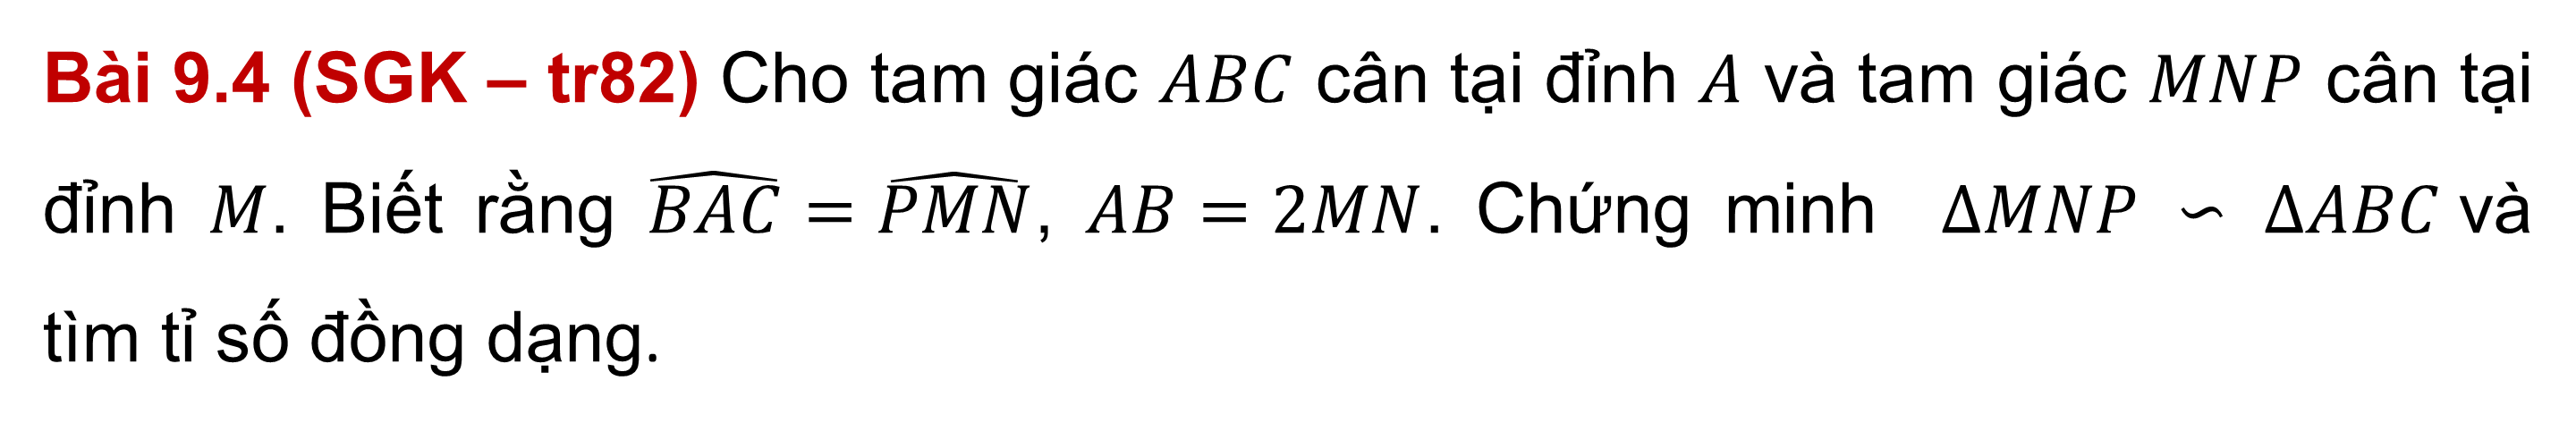 Bài 9.4 (SGK – tr82) Cho tam giác ABC cân tại đỉnh A và tam giác MNP cân tại
đỉnh M. Biết rằng \widehat{BAC} = \widehat{PMN}, AB = 2MN. Chứng minh ΔMNP ∽ ΔABC và
tìm tỉ số đồng dạng.